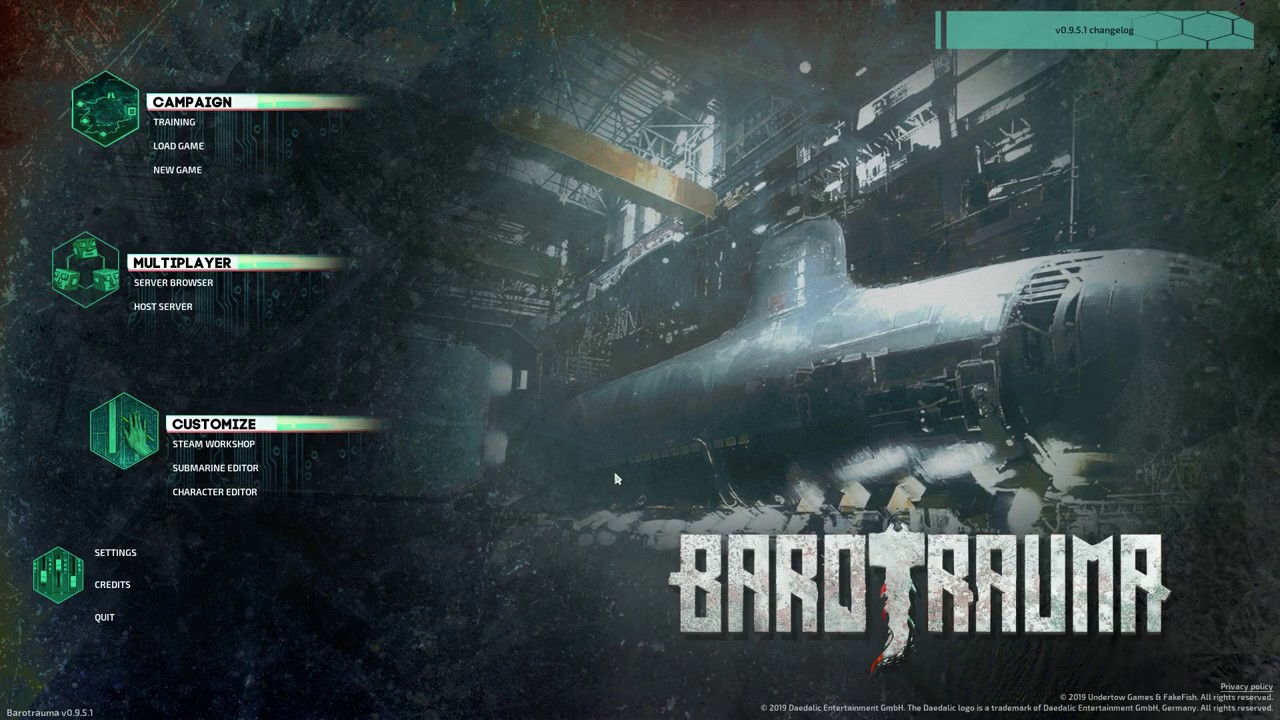 v0.9.5.1 changelog
CAMPAIGN
TRAINING
LOAD GAME
NEW GAME
MULTIPLAYER
SERVER BROWSER
HOST SERVER
CUSTOMIZE
STEAM WORKSHOP
SUBMARINE EDITOR
CHARACTER EDITOR
SETTINGS
CREDITS
QUIT
BAROTRAUMA
Privacy policy
© 2019 Undertow Games & FakeFish. All rights reserved.
© 2019 Daedalic Entertainment GmbH. The Daedalic logo is a trademark of Daedalic Entertainment GmbH, Germany. All rights reserved.
Barotrauma v0.9.5.1